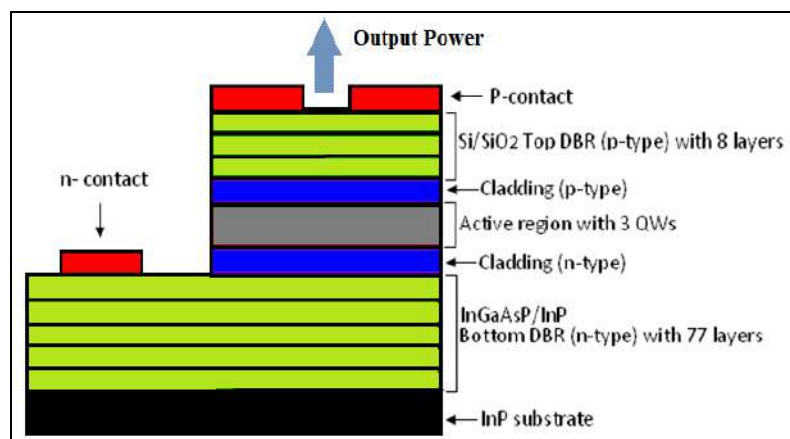 Output Power
P-contact
Si/SiO2 Top DBR (p-type) with 8 layers
n- contact
Cladding (p-type)
Active region with 3 QWs
Cladding (n-type)
InGaAsP/InP
Bottom DBR (n-type) with 77 layers
InP substrate